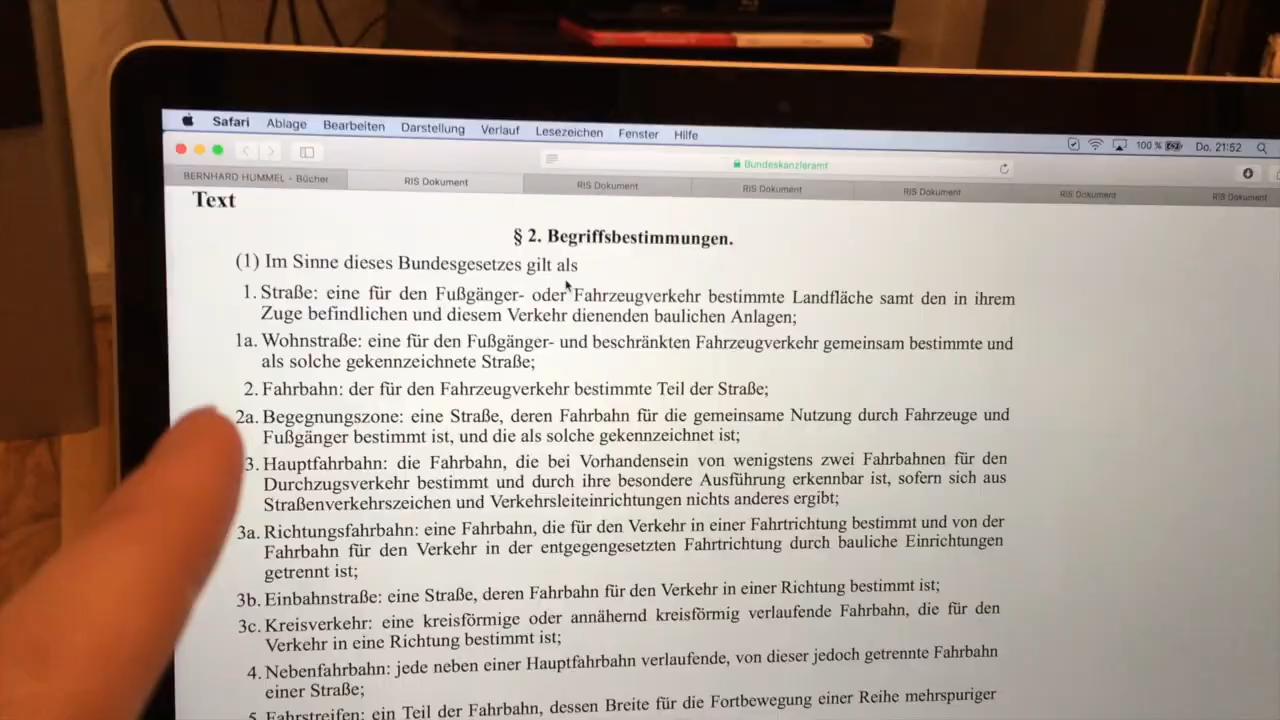 Safari Ablage Bearbeiten Darstellung Verlauf Lesezeichen Fenster Hilfe 100 % Do. 21:52
Bundeskanzleramt
BERNHARD HUMMEL - Bücher RIS Dokument RIS Dokument RIS Dokument RIS Dokument RIS Dokument RIS Dokument
Text
§ 2. Begriffsbestimmungen.
(1) Im Sinne dieses Bundesgesetzes gilt als
1. Straße: eine für den Fußgänger- oder Fahrzeugverkehr bestimmte Landfläche samt den in ihrem
Zuge befindlichen und diesem Verkehr dienenden baulichen Anlagen;
1a. Wohnstraße: eine für den Fußgänger- und beschränkten Fahrzeugverkehr gemeinsam bestimmte und
als solche gekennzeichnete Straße;
2. Fahrbahn: der für den Fahrzeugverkehr bestimmte Teil der Straße;
2a. Begegnungszone: eine Straße, deren Fahrbahn für die gemeinsame Nutzung durch Fahrzeuge und
Fußgänger bestimmt ist, und die als solche gekennzeichnet ist;
3. Hauptfahrbahn: die Fahrbahn, die bei Vorhandensein von wenigstens zwei Fahrbahnen für den
Durchzugsverkehr bestimmt und durch ihre besondere Ausführung erkennbar ist, sofern sich aus
Straßenverkehrszeichen und Verkehrsleiteinrichtungen nichts anderes ergibt;
3a. Richtungsfahrbahn: eine Fahrbahn, die für den Verkehr in einer Fahrtrichtung bestimmt und von der
Fahrbahn für den Verkehr in der entgegengesetzten Fahrtrichtung durch bauliche Einrichtungen
getrennt ist;
3b. Einbahnstraße: eine Straße, deren Fahrbahn für den Verkehr in einer Richtung bestimmt ist;
3c. Kreisverkehr: eine kreisförmige oder annähernd kreisförmig verlaufende Fahrbahn, die für den
Verkehr in eine Richtung bestimmt ist;
4. Nebenfahrbahn: jede neben einer Hauptfahrbahn verlaufende, von dieser jedoch getrennte Fahrbahn
einer Straße;
5. Fahrstreifen: ein Teil der Fahrbahn, dessen Breite für die Fortbewegung einer Reihe mehrspuriger